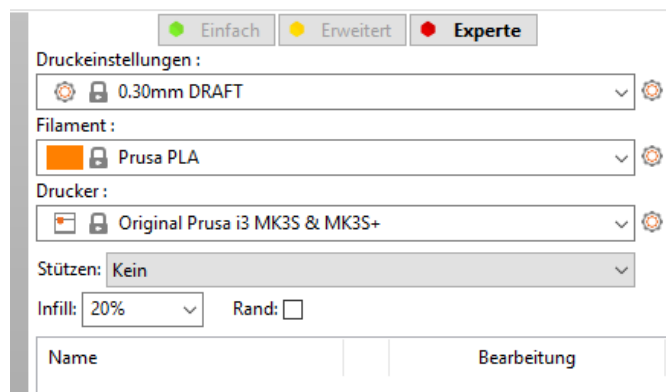 Einfach Erweitert Experte
Druckeinstellungen :
0.30mm DRAFT
Filament :
Prusa PLA
Drucker :
Original Prusa i3 MK3S & MK3S+
Stützen: Kein
Infill: 20% Rand:
Name Bearbeitung